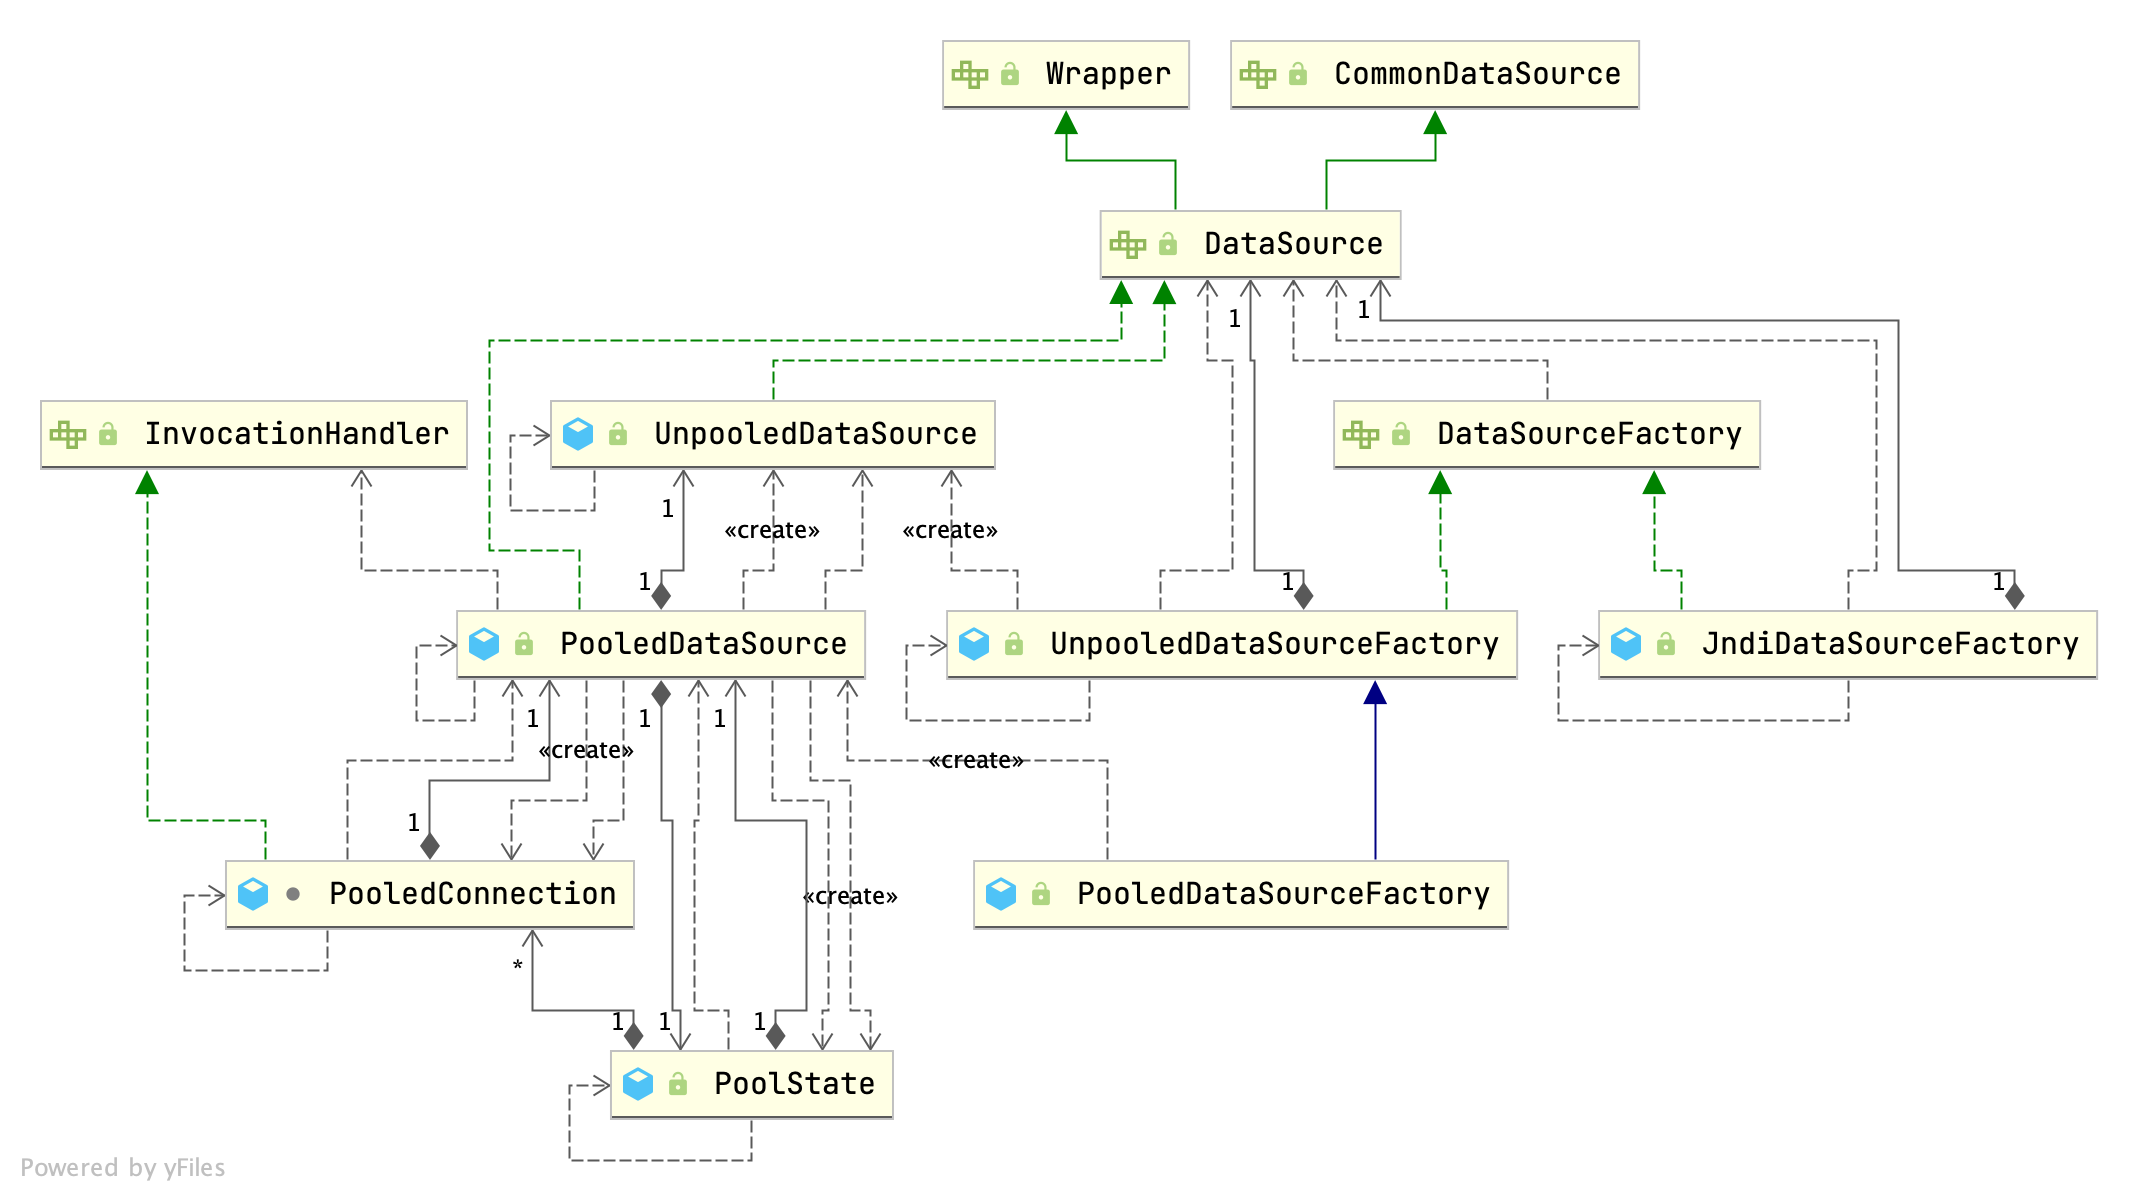 Wrapper
CommonDataSource
DataSource
1
1
InvocationHandler
UnpooledDataSource
DataSourceFactory
1
«create»
«create»
1
1
1
PooledDataSource
UnpooledDataSourceFactory
JndiDataSourceFactory
1
1
1
«create»
«create»
1
PooledConnection
«create»
PooledDataSourceFactory
*
1
1
1
PoolState
Powered by yFiles